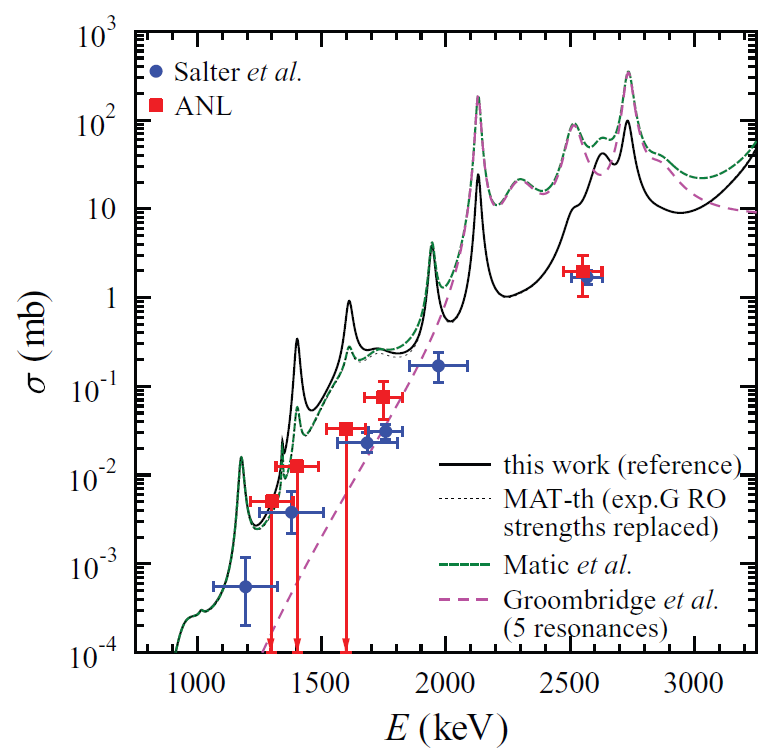 10^3
Salter et al.
ANL
10^2
10
1
σ (mb)
10^-1
10^-2
this work (reference)
MAT-th (exp.G RO
strengths replaced)
10^-3
Matic et al.
Groombridge et al.
(5 resonances)
10^-4
1000 1500 2000 2500 3000
E (keV)